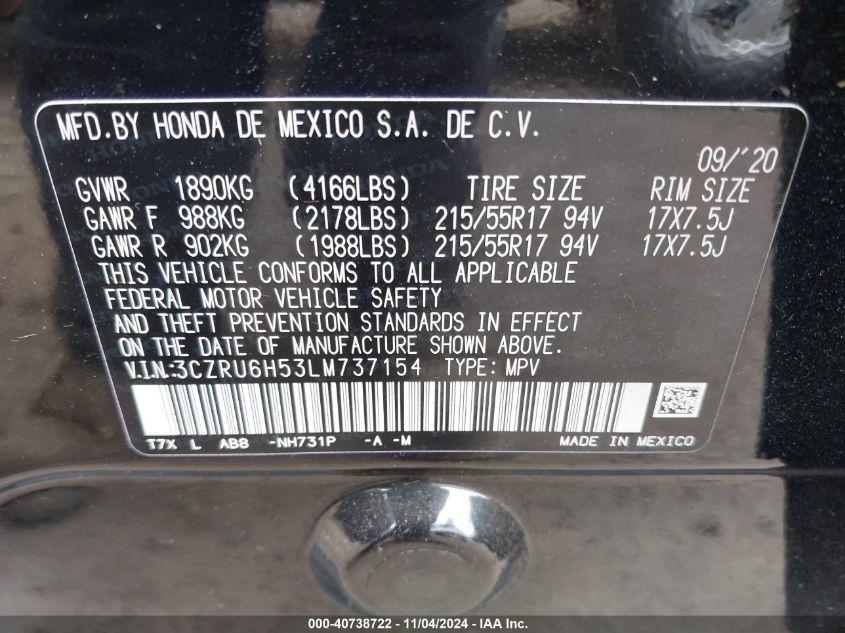 MFD.BY HONDA DE MEXICO S.A. DE C.V.
09/'20
GVWR 1890KG (4166LBS) TIRE SIZE RIM SIZE
GAWR F 988KG (2178LBS) 215/55R17 94V 17X7.5J
GAWR R 902KG (1988LBS) 215/55R17 94V 17X7.5J
THIS VEHICLE CONFORMS TO ALL APPLICABLE
FEDERAL MOTOR VEHICLE SAFETY
AND THEFT PREVENTION STANDARDS IN EFFECT
ON THE DATE OF MANUFACTURE SHOWN ABOVE.
V.I.N:3CZRU6H53LM737154 TYPE: MPV
T7X L AB8 -NH731P -A -M MADE IN MEXICO
000-40738722 - 11/04/2024 - IAA Inc.